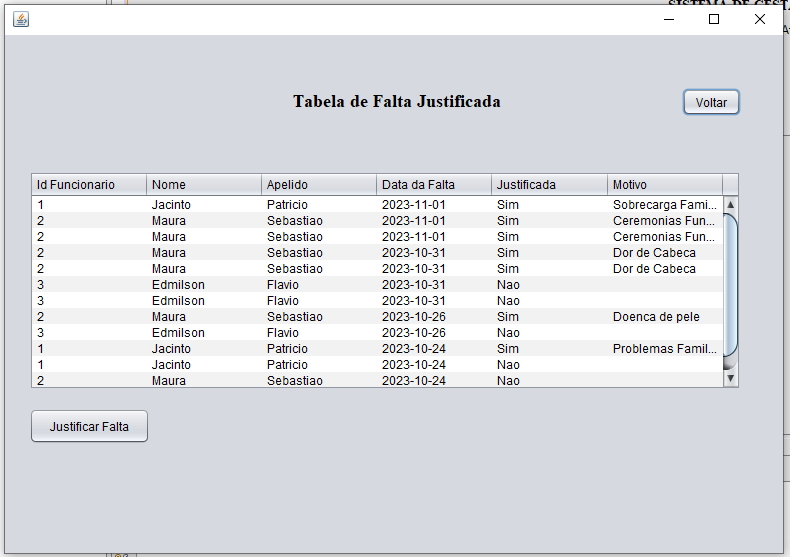 SISTEMA DE GEST
Tabela de Falta Justificada
Voltar
Id Funcionario Nome Apelido Data da Falta Justificada Motivo
1 Jacinto Patricio 2023-11-01 Sim Sobrecarga Fami...
2 Maura Sebastiao 2023-11-01 Sim Ceremonias Fun...
2 Maura Sebastiao 2023-11-01 Sim Ceremonias Fun...
2 Maura Sebastiao 2023-10-31 Sim Dor de Cabeca
2 Maura Sebastiao 2023-10-31 Sim Dor de Cabeca
3 Edmilson Flavio 2023-10-31 Nao
3 Edmilson Flavio 2023-10-31 Nao
2 Maura Sebastiao 2023-10-26 Sim Doenca de pele
3 Edmilson Flavio 2023-10-26 Nao
1 Jacinto Patricio 2023-10-24 Sim Problemas Famil...
1 Jacinto Patricio 2023-10-24 Nao
2 Maura Sebastiao 2023-10-24 Nao
Justificar Falta